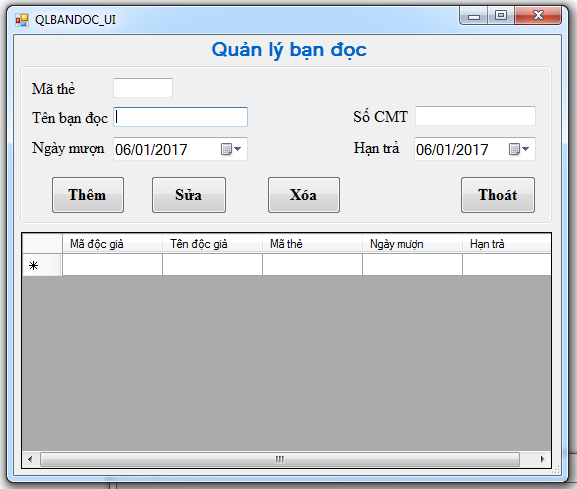 QLBANDOC_UI
Quản lý bạn đọc
Mã thẻ
Tên bạn đọc Số CMT
Ngày mượn 06/01/2017 Hạn trả 06/01/2017
Thêm Sửa Xóa Thoát
Mã độc giả Tên độc giả Mã thẻ Ngày mượn Hạn trả